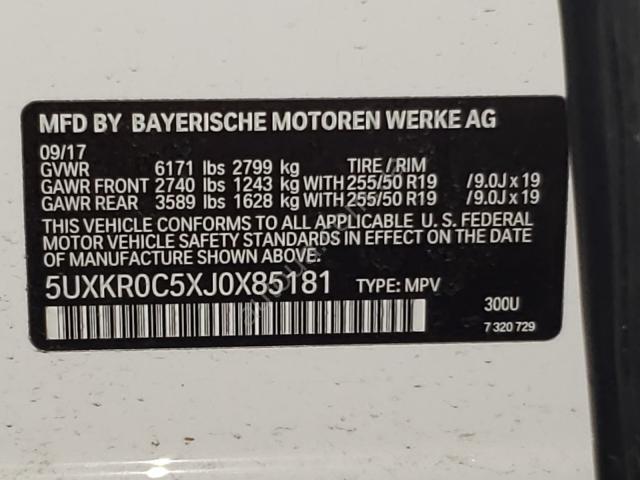 MFD BY BAYERISCHE MOTOREN WERKE AG
09/17
GVWR 6171 lbs 2799 kg TIRE / RIM
GAWR FRONT 2740 lbs 1243 kg WITH 255/50 R19 /9.0J x 19
GAWR REAR 3589 lbs 1628 kg WITH 255/50 R19 /9.0J x 19
THIS VEHICLE CONFORMS TO ALL APPLICABLE U. S. FEDERAL
MOTOR VEHICLE SAFETY STANDARDS IN EFFECT ON THE DATE
OF MANUFACTURE SHOWN ABOVE.
5UXKR0C5XJ0X85181 TYPE: MPV
300U
7 320 729